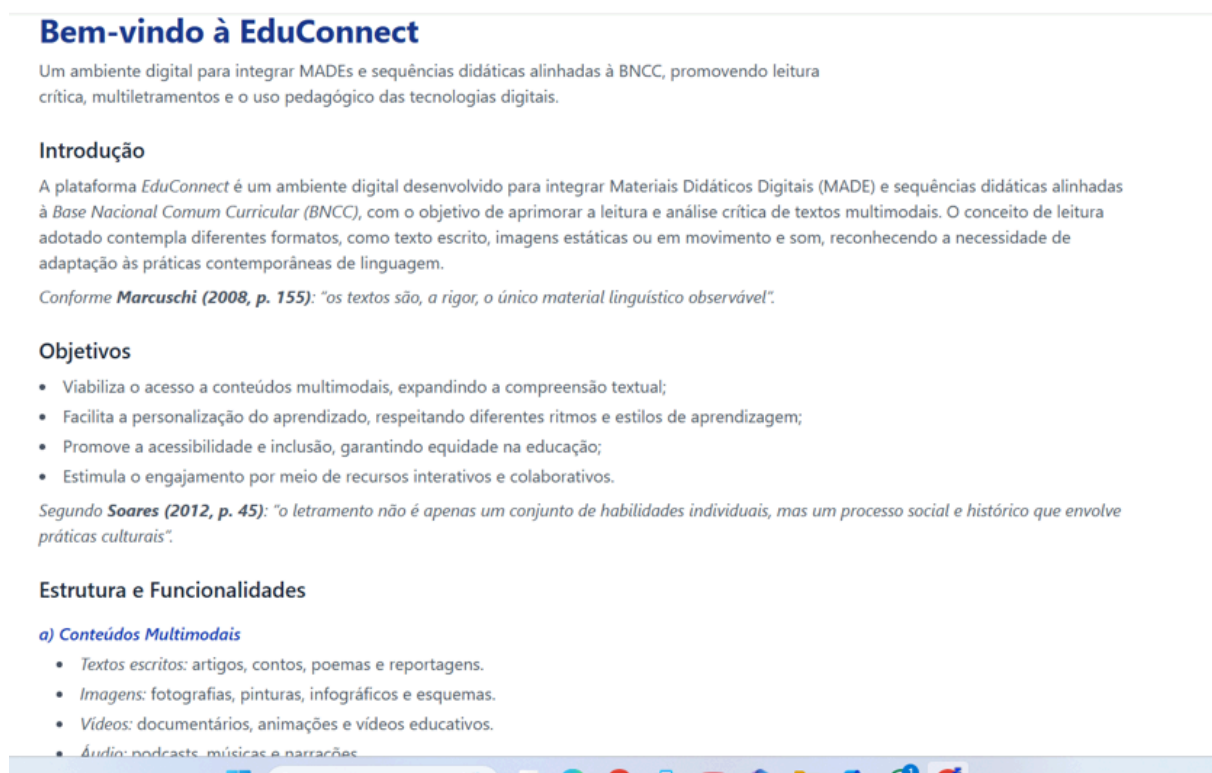 Bem-vindo à EduConnect
Um ambiente digital para integrar MADEs e sequências didáticas alinhadas à BNCC, promovendo leitura
crítica, multiletramentos e o uso pedagógico das tecnologias digitais.
Introdução
A plataforma EduConnect é um ambiente digital desenvolvido para integrar Materiais Didáticos Digitais (MADE) e sequências didáticas alinhadas
à Base Nacional Comum Curricular (BNCC), com o objetivo de aprimorar a leitura e análise crítica de textos multimodais. O conceito de leitura
adotado contempla diferentes formatos, como texto escrito, imagens estáticas ou em movimento e som, reconhecendo a necessidade de
adaptação às práticas contemporâneas de linguagem.
Conforme Marcuschi (2008, p. 155): “os textos são, a rigor, o único material linguístico observável”.
Objetivos
• Viabiliza o acesso a conteúdos multimodais, expandindo a compreensão textual;
• Facilita a personalização do aprendizado, respeitando diferentes ritmos e estilos de aprendizagem;
• Promove a acessibilidade e inclusão, garantindo equidade na educação;
• Estimula o engajamento por meio de recursos interativos e colaborativos.
Segundo Soares (2012, p. 45): “o letramento não é apenas um conjunto de habilidades individuais, mas um processo social e histórico que envolve
práticas culturais”.
Estrutura e Funcionalidades
a) Conteúdos Multimodais
• Textos escritos: artigos, contos, poemas e reportagens.
• Imagens: fotografias, pinturas, infográficos e esquemas.
• Vídeos: documentários, animações e vídeos educativos.
• Áudio: podcasts, músicas e narrações
1